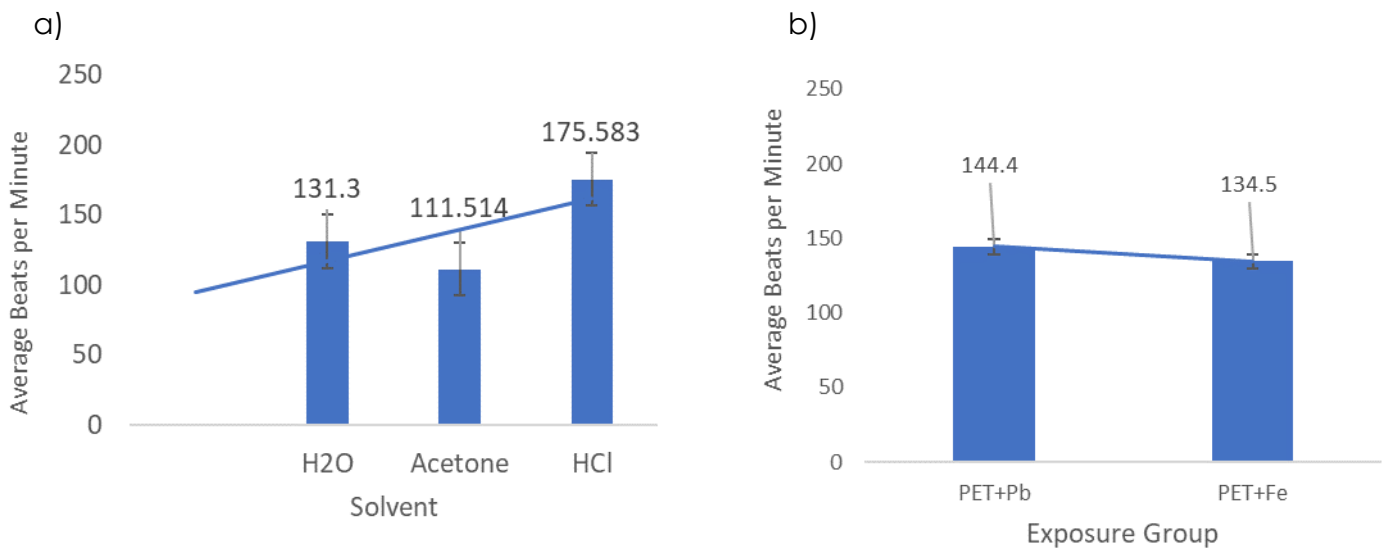 a)
Average Beats per Minute
250
200
150
100
50
0
131.3
111.514
175.583
H2O Acetone HCl
Solvent
b)
Average Beats per Minute
250
200
150
100
50
0
144.4
134.5
PET+Pb PET+Fe
Exposure Group